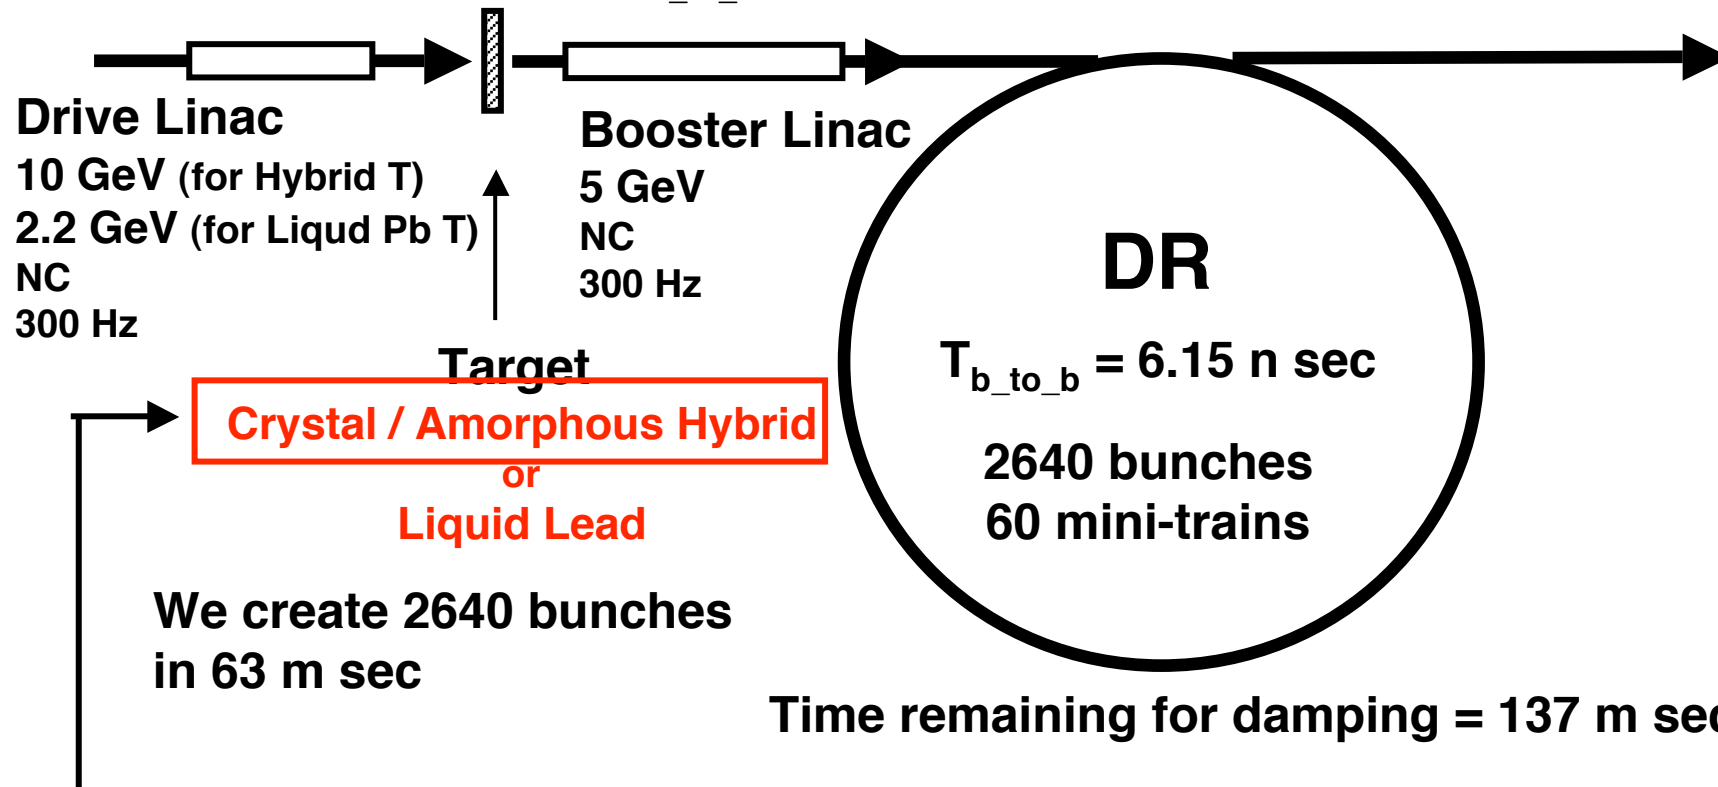 Drive Linac
10 GeV (for Hybrid T)
2.2 GeV (for Liqud Pb T)
NC
300 Hz
Booster Linac
5 GeV
NC
300 Hz
Target
Crystal / Amorphous Hybrid
or
Liquid Lead
We create 2640 bunches
in 63 m sec
DR
T_b_to_b = 6.15 n sec
2640 bunches
60 mini-trains
Time remaining for damping = 137 m sec